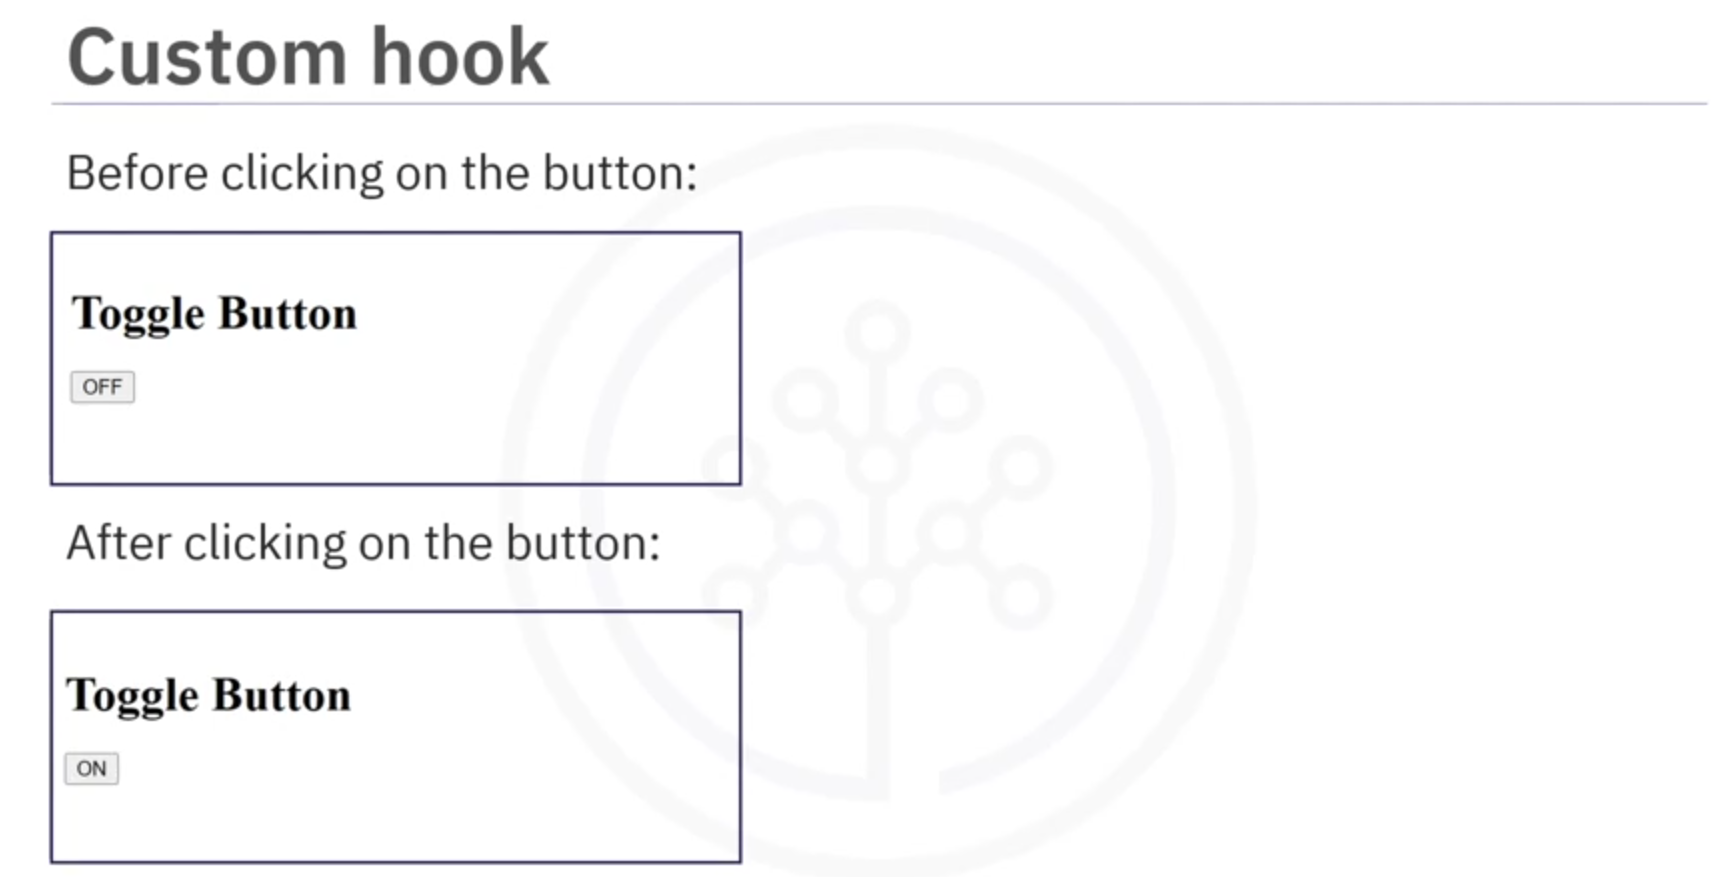 Custom hook
Before clicking on the button:
Toggle Button
OFF
After clicking on the button:
Toggle Button
ON